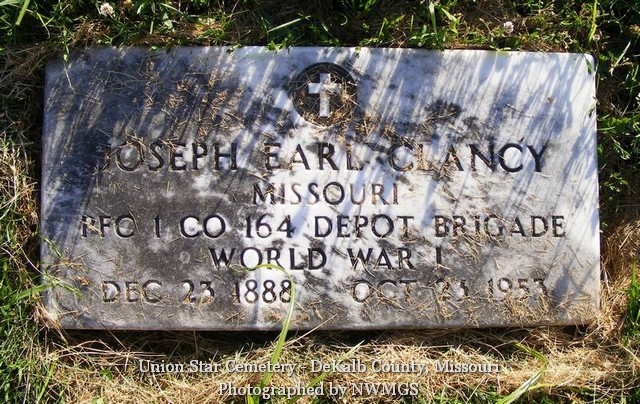 JOSEPH EARL CLANCY
MISSOURI
PFC 1 CO 164 DEPOT BRIGADE
WORLD WAR I
DEC 23 1888 OCT 23 1953
Union Star Cemetery - DeKalb County, Missouri
Photographed by NWMGS